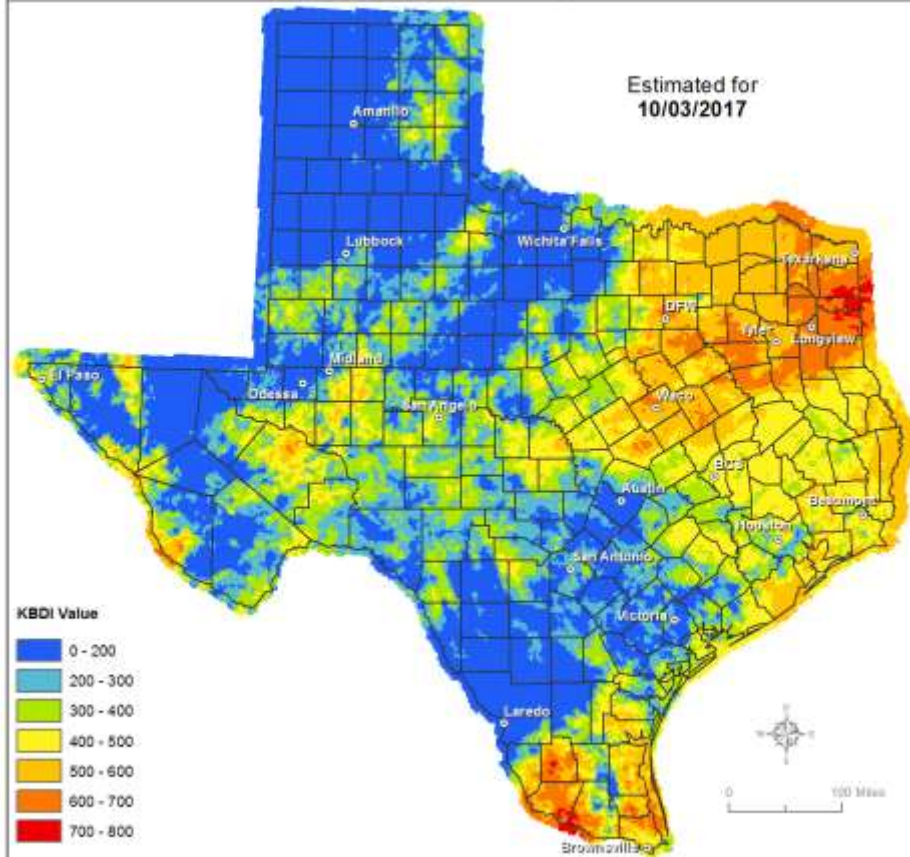 Estimated for
10/03/2017
Amarillo
Lubbock
Wichita Falls
Texarkana
DFW
Tyler
Longview
Midland
El Paso
Odessa
San Angelo
Waco
BCS
Austin
Beaumont
Houston
San Antonio
Victoria
Laredo
Brownsville
KBDI Value
0 - 200
200 - 300
300 - 400
400 - 500
500 - 600
600 - 700
700 - 800
0 100 Miles